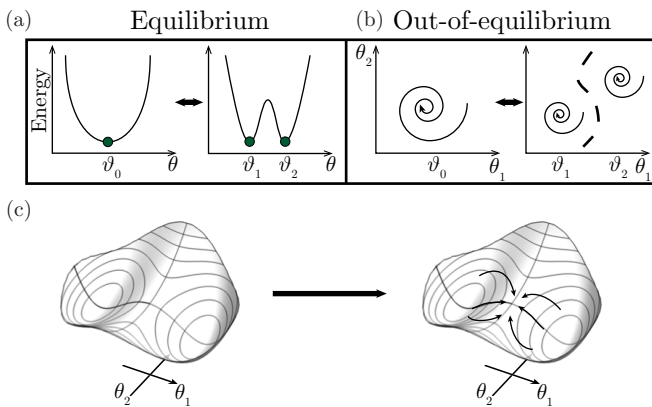 (a) Equilibrium
Energy
θ
ϑ₀
θ
ϑ₁
ϑ₂
(b) Out-of-equilibrium
θ₂
ϑ₀
θ₁
ϑ₁
ϑ₂
θ₁
(c)
θ₂
θ₁
θ₂
θ₁